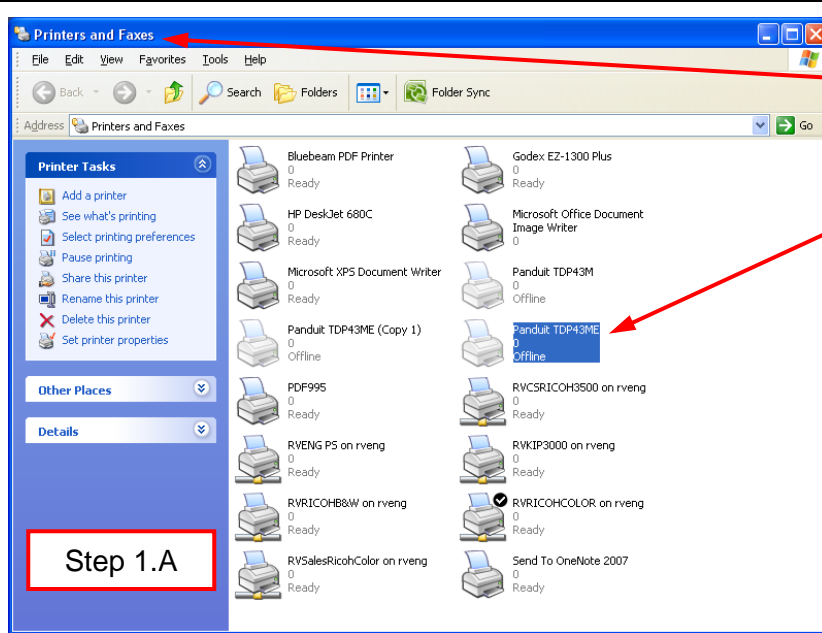 Printers and Faxes
File Edit View Favorites Tools Help
Back Search Folders Folder Sync
Address Printers and Faxes Go
Printer Tasks
Add a printer
See what's printing
Select printing preferences
Pause printing
Share this printer
Rename this printer
Delete this printer
Set printer properties
Other Places
Details
Step 1.A
Bluebeam PDF Printer
0
Ready
Godex EZ-1300 Plus
0
Ready
HP DeskJet 680C
0
Ready
Microsoft Office Document
Image Writer
0
Microsoft XPS Document Writer
0
Ready
Panduit TDP43M
0
Offline
Panduit TDP43ME (Copy 1)
0
Offline
Panduit TDP43ME
0
Offline
PDF995
0
Ready
RVCSRICOH3500 on rveng
0
Ready
RVENG PS on rveng
0
Ready
RVKIP3000 on rveng
0
Ready
RVRICOHB&W on rveng
0
Ready
RVRICOHCOLOR on rveng
0
Ready
RVSalesRicohColor on rveng
0
Ready
Send To OneNote 2007
0
Ready